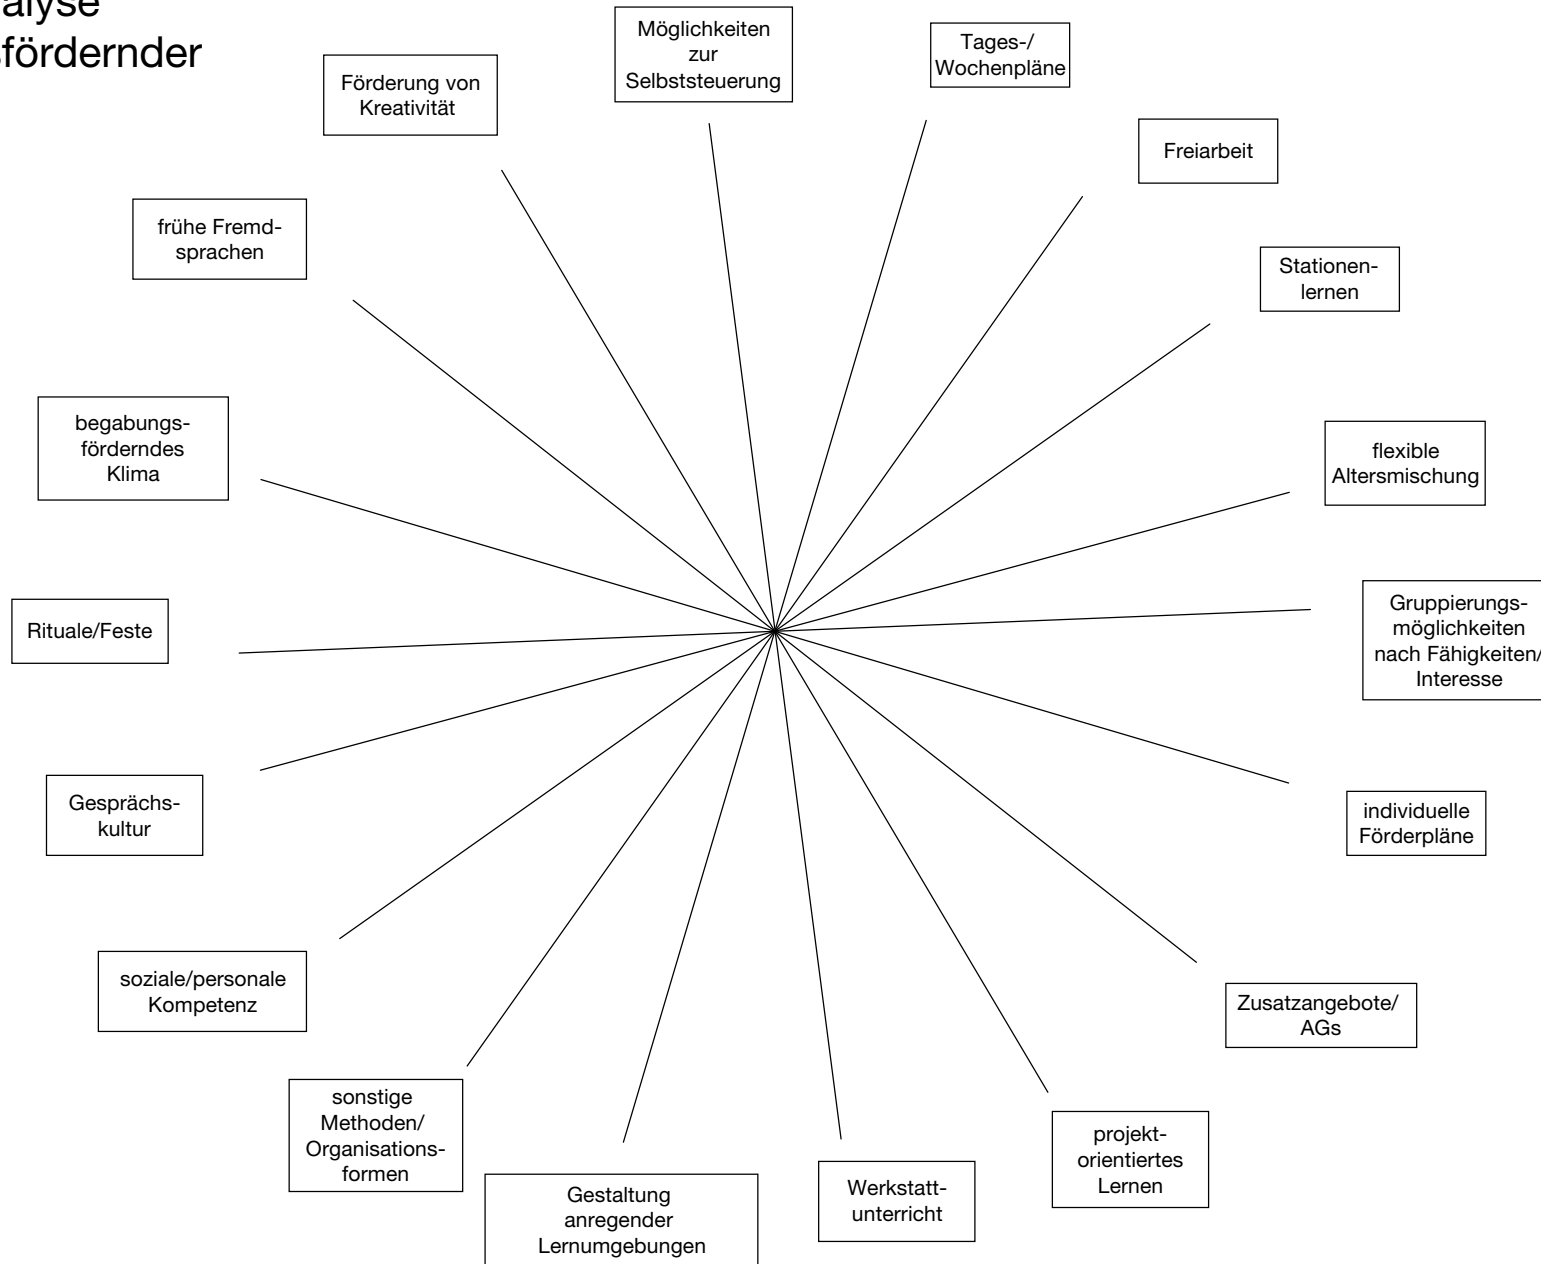 alyse
fördernder
Möglichkeiten
zur
Selbststeuerung
Tages-/
Wochenpläne
Förderung von
Kreativität
Freiarbeit
frühe Fremd-
sprachen
Stationen-
lernen
begabungs-
förderndes
Klima
flexible
Altersmischung
Rituale/Feste
Gruppierungs-
möglichkeiten
nach Fähigkeiten/
Interesse
Gesprächs-
kultur
individuelle
Förderpläne
soziale/personale
Kompetenz
Zusatzangebote/
AGs
sonstige
Methoden/
Organisations-
formen
projekt-
orientiertes
Lernen
Gestaltung
anregender
Lernumgebungen
Werkstatt-
unterricht